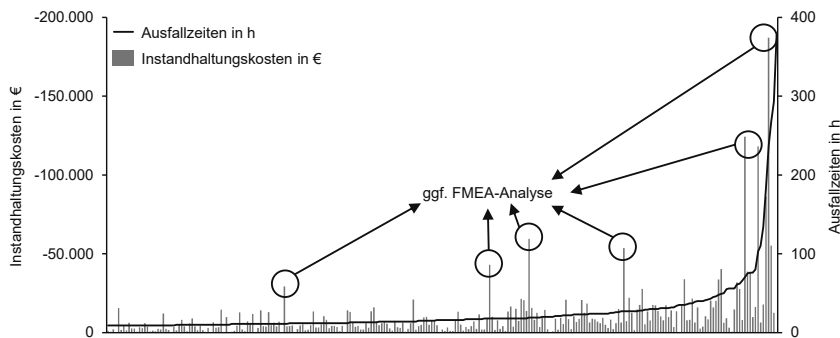 -200.000
-150.000
-100.000
-50.000
0
Instandhaltungskosten in €
Ausfallzeiten in h
Instandhaltungskosten in €
ggf. FMEA-Analyse
400
300
200
100
0
Ausfallzeiten in h